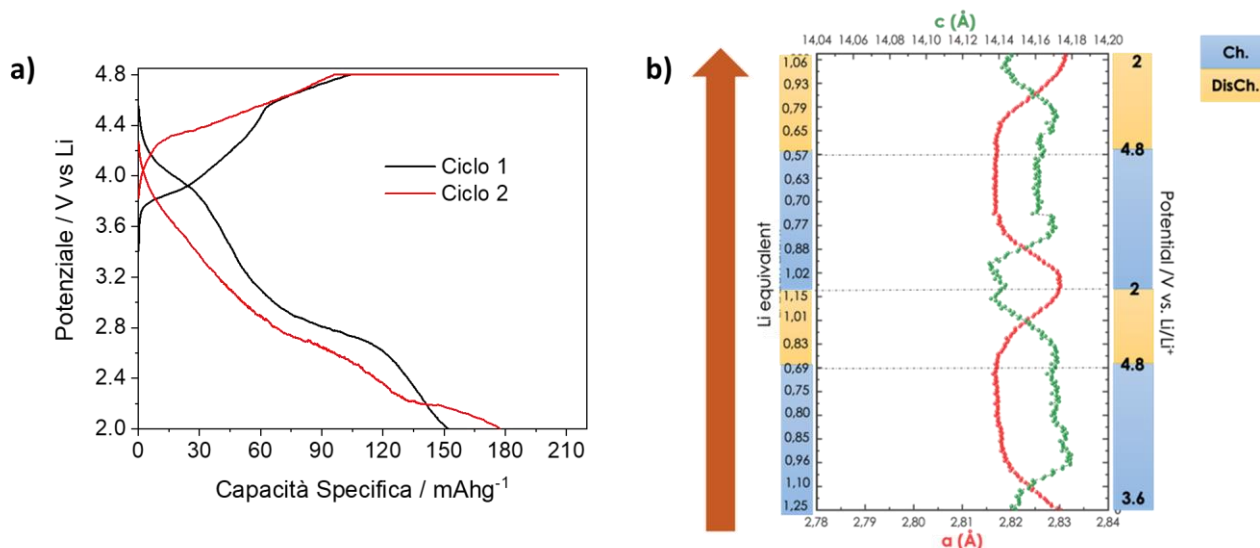 a)
4.8
4.4
4.0
3.6
3.2
2.8
2.4
2.0
Potenziale / V vs Li
Ciclo 1
Ciclo 2
0 30 60 90 120 150 180 210
Capacità Specifica / mAhg-1
b)
c (Å)
14,04 14,06 14,08 14,10 14,12 14,14 14,16 14,18 14,20
1,06
0,93
0,79
0,65
0,57
0,63
0,70
0,77
0,88
1,02
1,15
1,01
0,83
0,69
0,75
0,80
0,85
0,96
1,10
1,25
Li equivalent
2
4.8
2
4.8
3.6
Potential /V vs. Li/Li+
2,78 2,79 2,80 2,81 2,82 2,83 2,84
a (Å)
Ch.
DisCh.